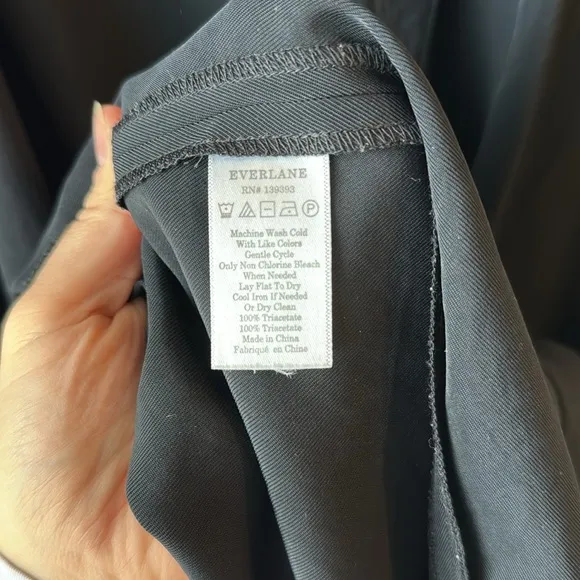 EVERLANE
RN# 139393
Machine Wash Cold
With Like Colors
Gentle Cycle
Only Non Chlorine Bleach
When Needed
Lay Flat To Dry
Cool Iron If Needed
Or Dry Clean
100% Triacetate
100% Triacetate
Made in China
Fabriqué en Chine